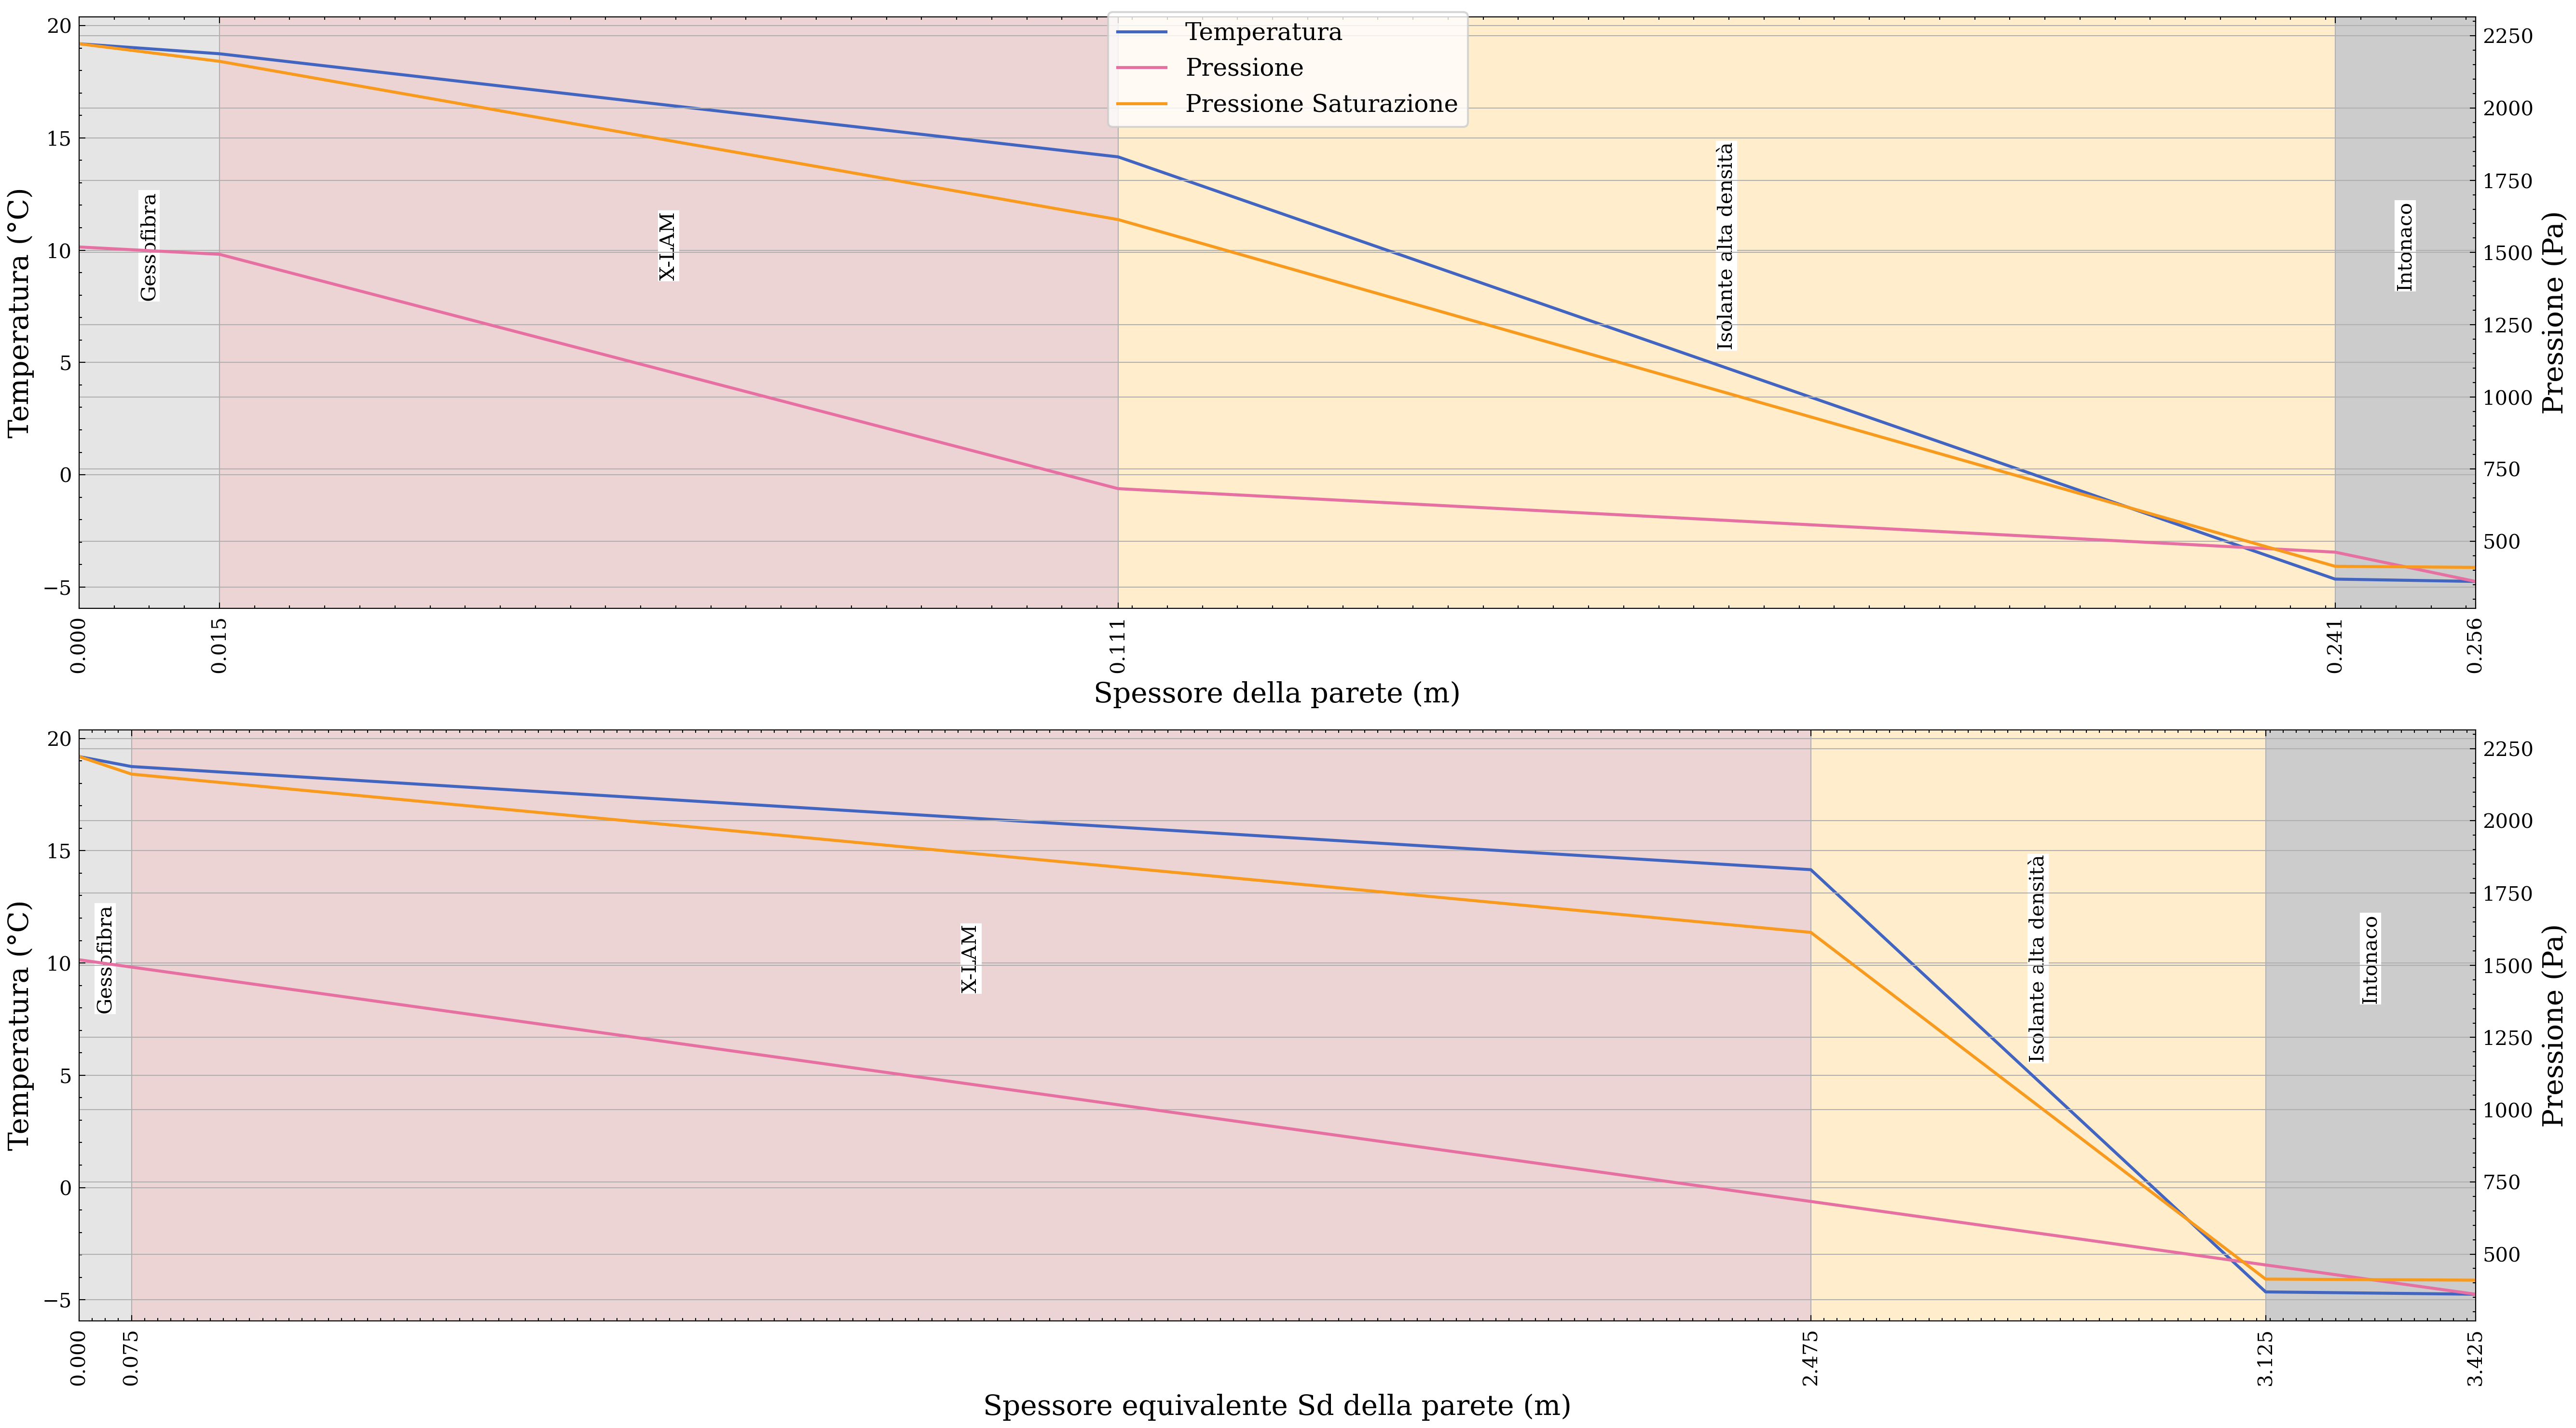 Temperatura
Pressione
Pressione Saturazione
20
15
10
5
0
−5
Temperatura (°C)
2250
2000
1750
1500
1250
1000
750
500
Pressione (Pa)
Gessofibra
X-LAM
Isolante alta densità
Intonaco
0.000
0.015
0.111
0.241
0.256
Spessore della parete (m)
20
15
10
5
0
−5
Temperatura (°C)
2250
2000
1750
1500
1250
1000
750
500
Pressione (Pa)
Gessofibra
X-LAM
Isolante alta densità
Intonaco
0.000
0.075
2.475
3.125
3.425
Spessore equivalente Sd della parete (m)